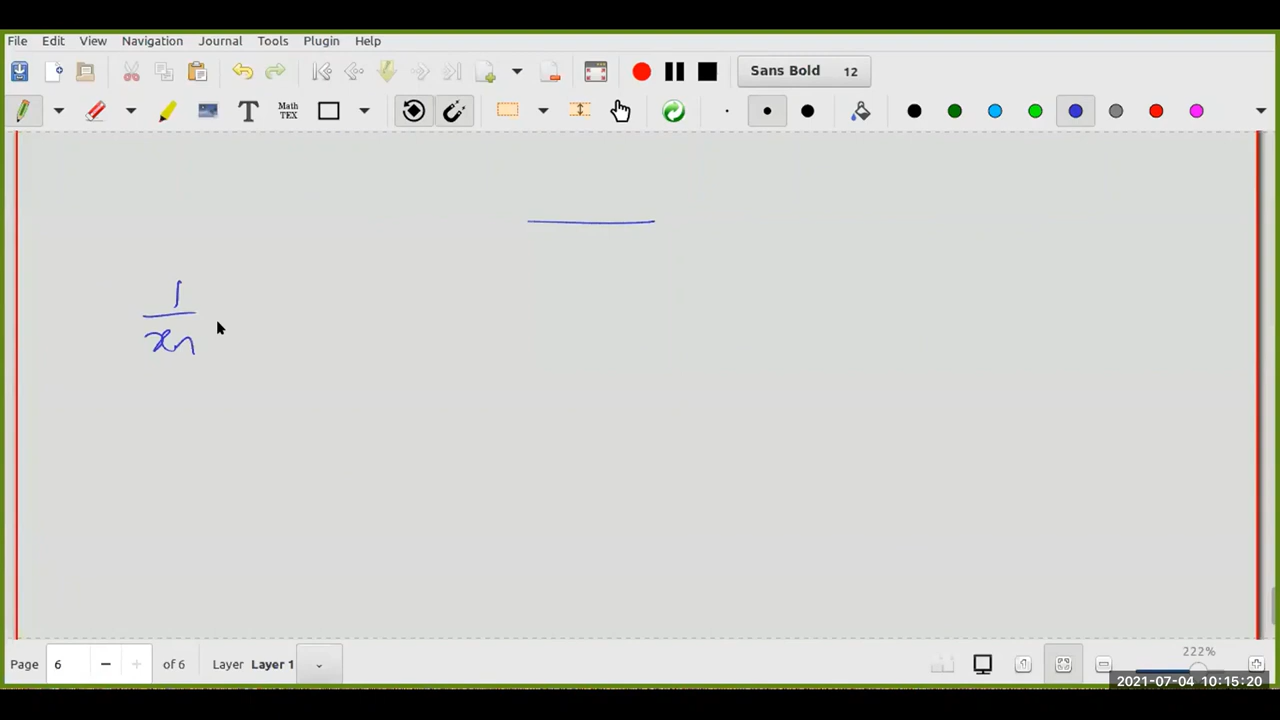 File Edit View Navigation Journal Tools Plugin Help
Sans Bold 12
T Math TEX
1
xn
Page 6 of 6 Layer Layer 1 222%
2021-07-04 10:15:20